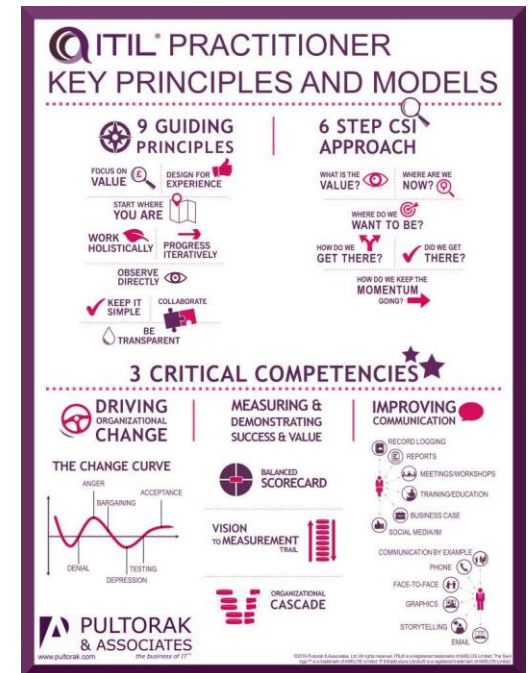 ITIL® PRACTITIONER
KEY PRINCIPLES AND MODELS
9 GUIDING
PRINCIPLES
FOCUS ON
VALUE
DESIGN FOR
EXPERIENCE
START WHERE
YOU ARE
WORK
HOLISTICALLY
PROGRESS
ITERATIVELY
OBSERVE
DIRECTLY
KEEP IT
SIMPLE
COLLABORATE
BE
TRANSPARENT
6 STEP CSI
APPROACH
WHAT IS THE
VALUE?
WHERE ARE WE
NOW?
WHERE DO WE
WANT TO BE?
HOW DO WE
GET THERE?
DID WE GET
THERE?
HOW DO WE KEEP THE
MOMENTUM
GOING?
3 CRITICAL COMPETENCIES
DRIVING
ORGANIZATIONAL
CHANGE
THE CHANGE CURVE
ANGER
BARGAINING
ACCEPTANCE
DENIAL
TESTING
DEPRESSION
MEASURING &
DEMONSTRATING
SUCCESS & VALUE
BALANCED
SCORECARD
VISION
TO MEASUREMENT
TRAIL
ORGANIZATIONAL
CASCADE
IMPROVING
COMMUNICATION
RECORD LOGGING
REPORTS
MEETINGS/WORKSHOPS
TRAINING/EDUCATION
BUSINESS CASE
SOCIAL MEDIA/IM
COMMUNICATION BY EXAMPLE
PHONE
FACE-TO-FACE
GRAPHICS
STORYTELLING
EMAIL
PULTORAK
& ASSOCIATES
www.pultorak.com
the business of IT™